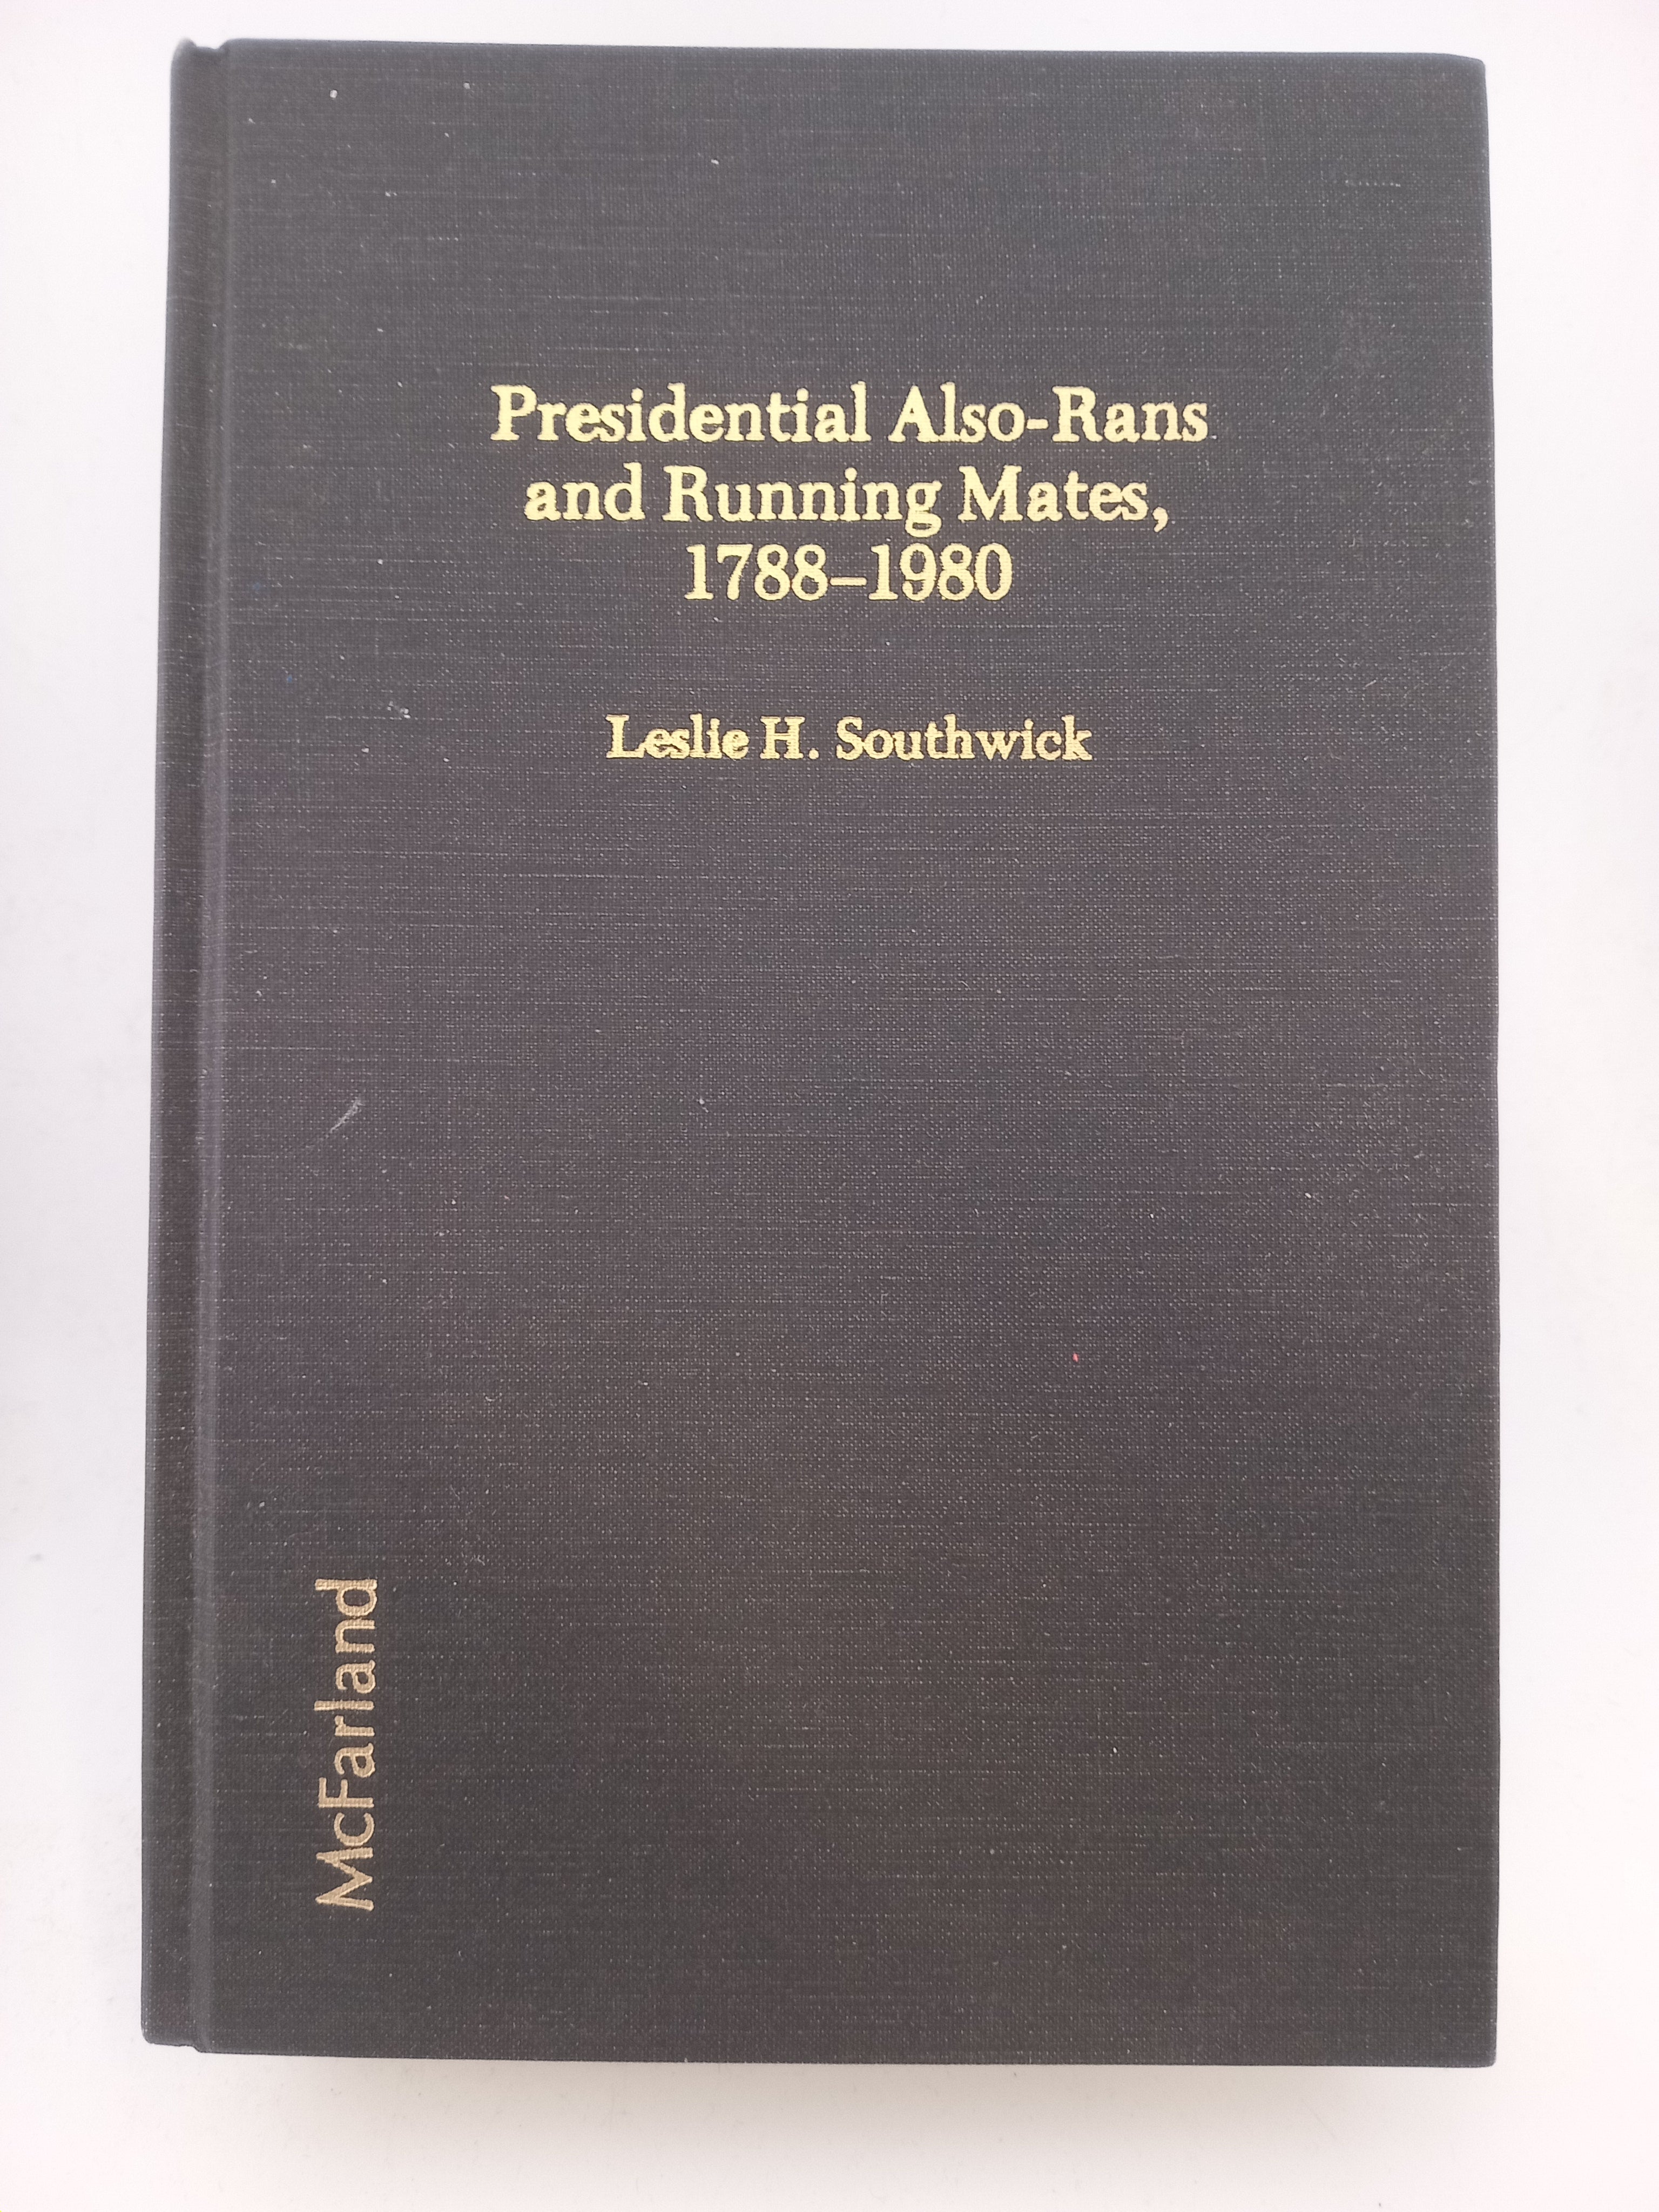 Presidential Also-Rans
and Running Mates,
1788–1980
Leslie H. Southwick
McFarland